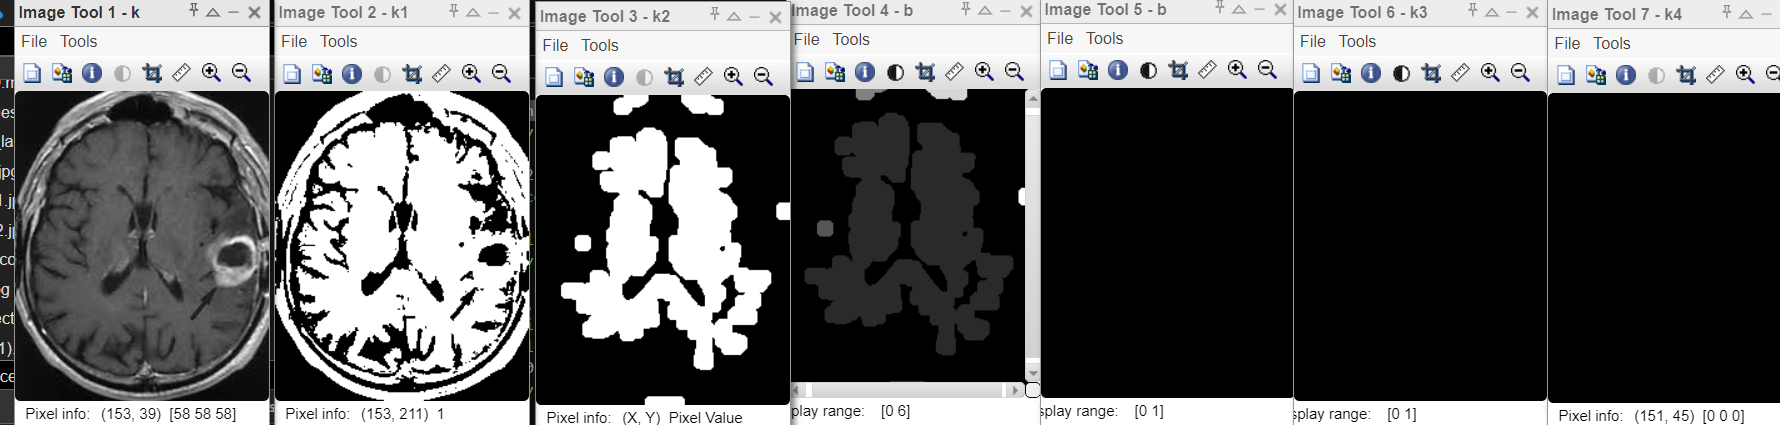 Image Tool 1 - k
File Tools
Pixel info: (153, 39) [58 58 58]
Image Tool 2 - k1
File Tools
Pixel info: (153, 211) 1
Image Tool 3 - k2
File Tools
Pixel info: (X, Y) Pixel Value
Image Tool 4 - b
File Tools
splay range: [0 6]
Image Tool 5 - b
File Tools
splay range: [0 1]
Image Tool 6 - k3
File Tools
splay range: [0 1]
Image Tool 7 - k4
File Tools
Pixel info: (151, 45) [0 0 0]